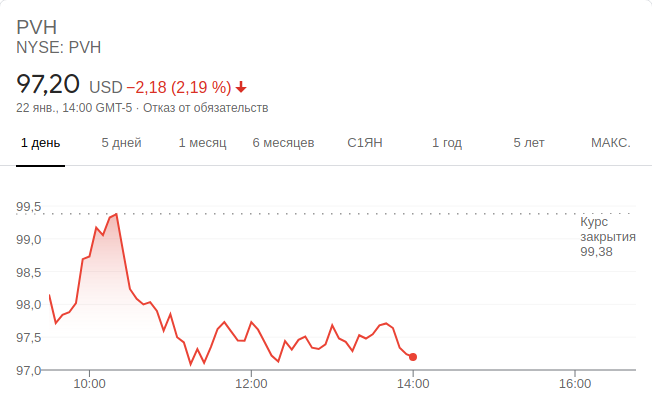 PVH
NYSE: PVH
97,20 USD −2,18 (2,19 %)
22 янв., 14:00 GMT-5 · Отказ от обязательств
1 день 5 дней 1 месяц 6 месяцев С1ЯН 1 год 5 лет МАКС.
99,5
Курс
закрытия
99,38
99,0
98,5
98,0
97,5
97,0
10:00 12:00 14:00 16:00